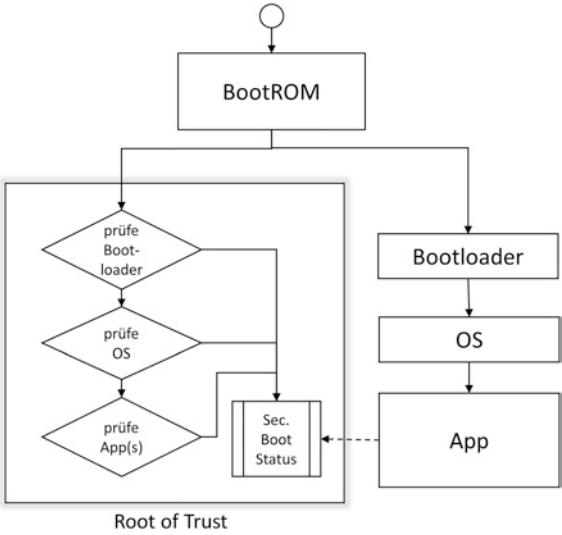 BootROM
prüfe
Boot-
loader
prüfe
OS
prüfe
App(s)
Sec.
Boot
Status
Bootloader
OS
App
Root of Trust